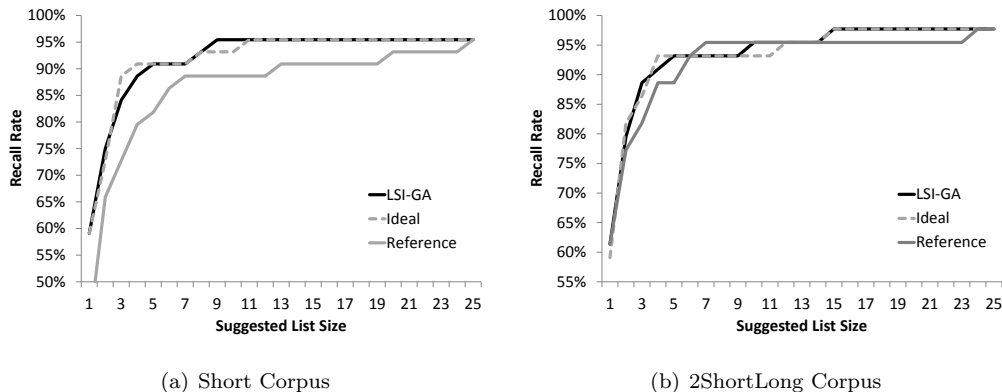 100%
95%
90%
85%
80%
75%
70%
65%
60%
55%
50%
Recall Rate
LSI-GA
Ideal
Reference
1 3 5 7 9 11 13 15 17 19 21 23 25
Suggested List Size
(a) Short Corpus
100%
95%
90%
85%
80%
75%
70%
65%
60%
55%
Recall Rate
LSI-GA
Ideal
Reference
1 3 5 7 9 11 13 15 17 19 21 23 25
Suggested List Size
(b) 2ShortLong Corpus